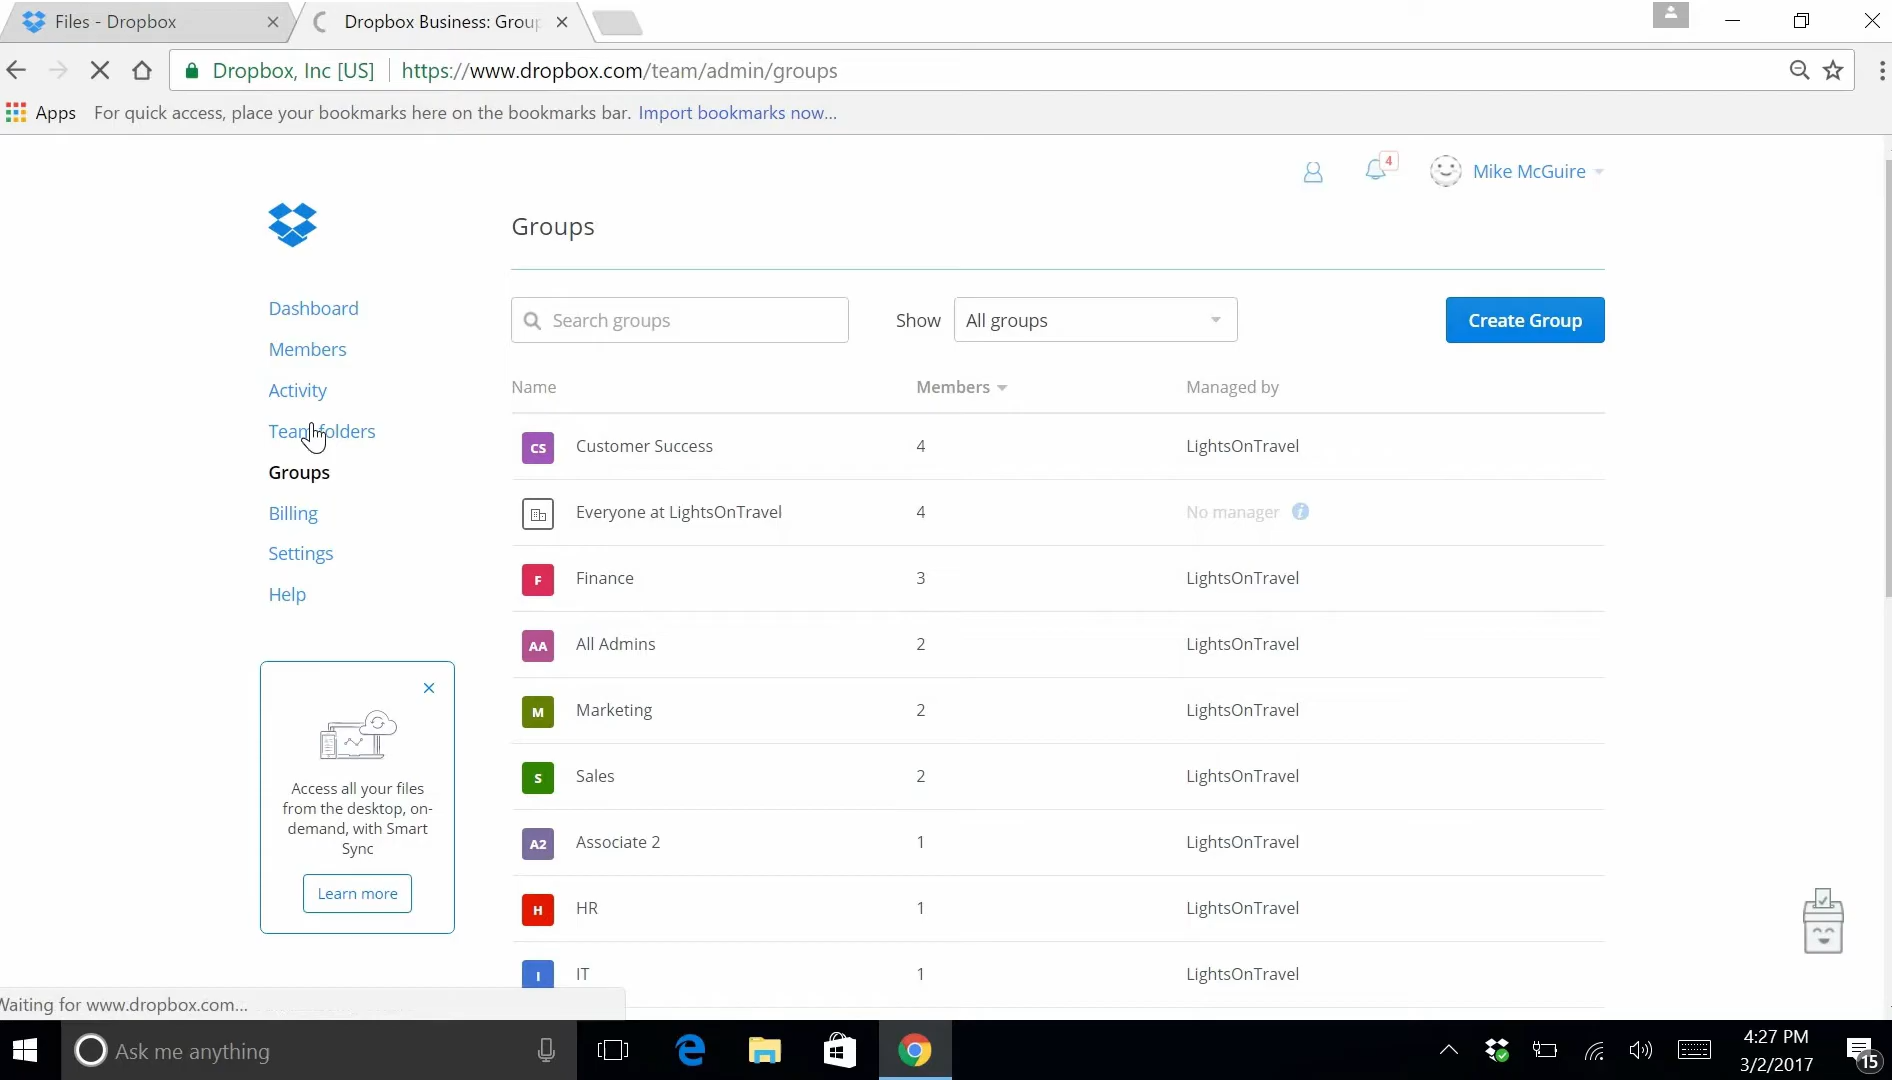 Files - Dropbox
Dropbox Business: Grou
Dropbox, Inc [US]
https://www.dropbox.com/team/admin/groups
Apps For quick access, place your bookmarks here on the bookmarks bar. Import bookmarks now...
4
Mike McGuire
Groups
Dashboard
Members
Activity
Team folders
Groups
Billing
Settings
Help
Search groups
Show
All groups
Create Group
Name Members Managed by
CS Customer Success 4 LightsOnTravel
Everyone at LightsOnTravel 4 No manager i
F Finance 3 LightsOnTravel
AA All Admins 2 LightsOnTravel
M Marketing 2 LightsOnTravel
S Sales 2 LightsOnTravel
A2 Associate 2 1 LightsOnTravel
H HR 1 LightsOnTravel
I IT 1 LightsOnTravel
Access all your files
from the desktop, on-
demand, with Smart
Sync
Learn more
Waiting for www.dropbox.com...
Ask me anything
4:27 PM
3/2/2017
15